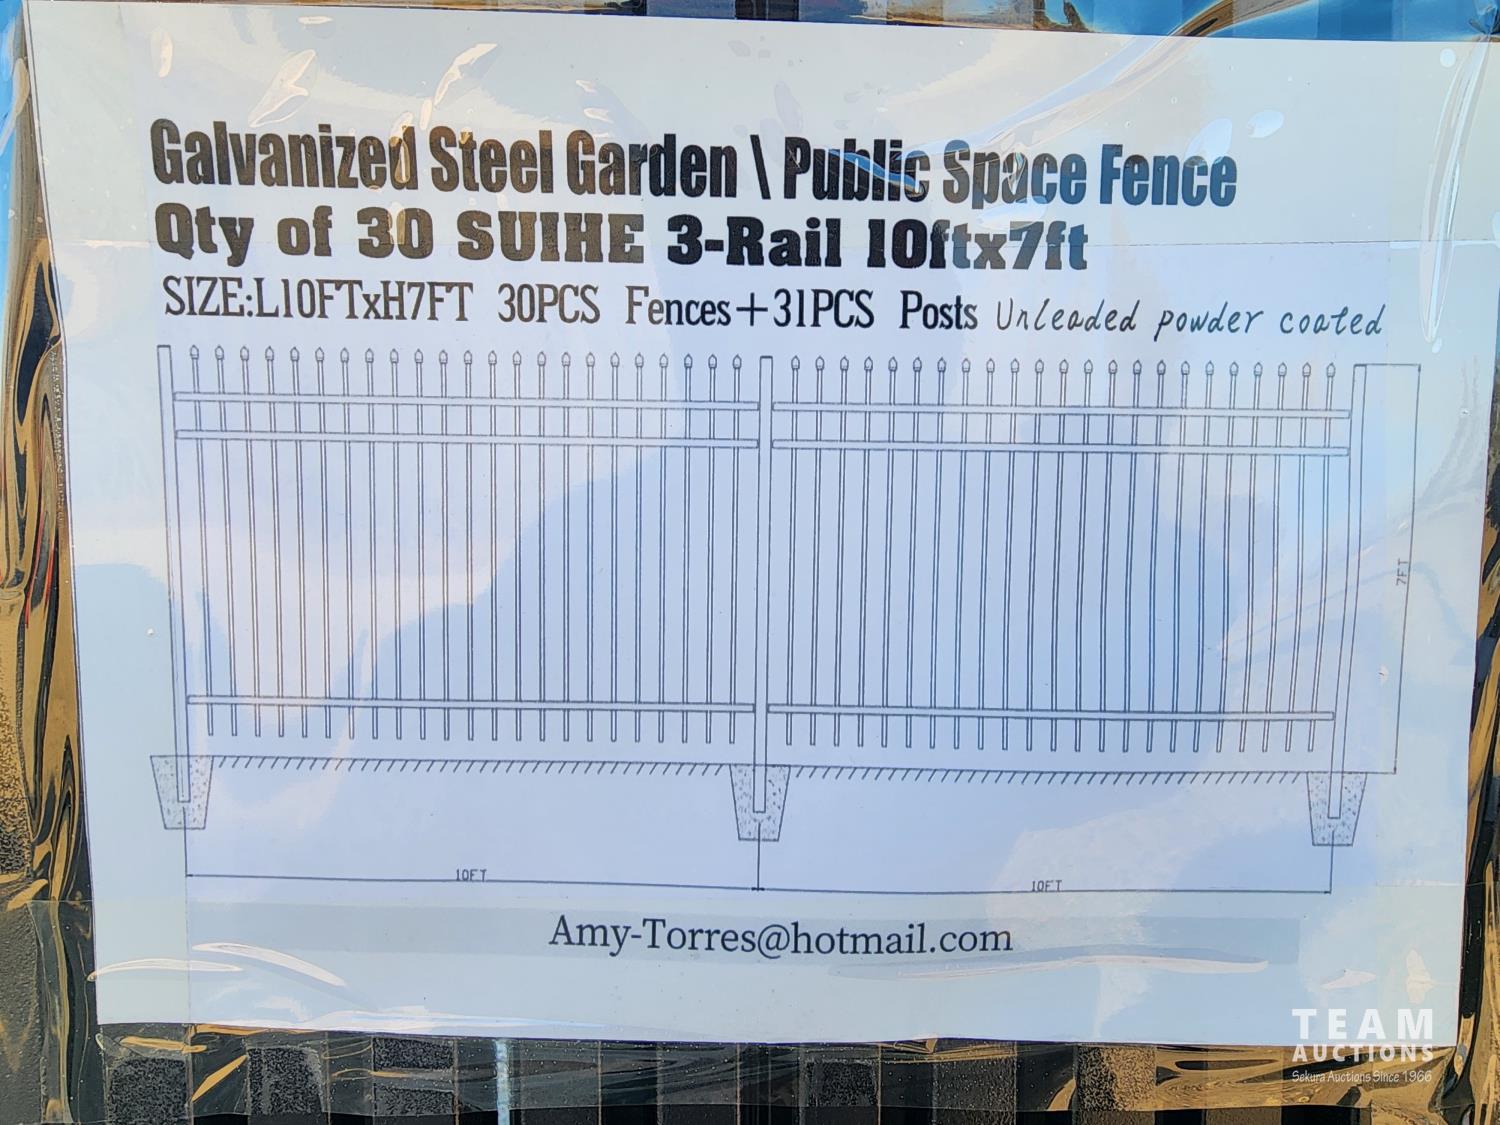 Galvanized Steel Garden \ Public Space Fence
Qty of 30 SUIHE 3-Rail 10ftx7ft
SIZE:L10FTxH7FT 30PCS Fences+31PCS Posts Unleaded powder coated
7FT
10FT
10FT
Amy-Torres@hotmail.com
TEAM
AUCTIONS
Sekura Auctions Since 1966